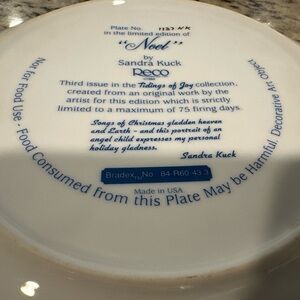 Plate No.
in the limited edition of
"Noel"
by
Sandra Kuck
Reco
Third issue in the Tidings of Joy collection,
created from an original work by the
artist for this edition which is strictly
limited to a maximum of 75 firing days.
Songs of Christmas gladden heaven
and Earth - and this portrait of an
angel child expresses my personal
holiday gladness.
Sandra Kuck
Bradex No. 84-R60-43.3
Made in USA
Not for Food Use - Food Consumed from this Plate May be Harmful. Decorative Art Object